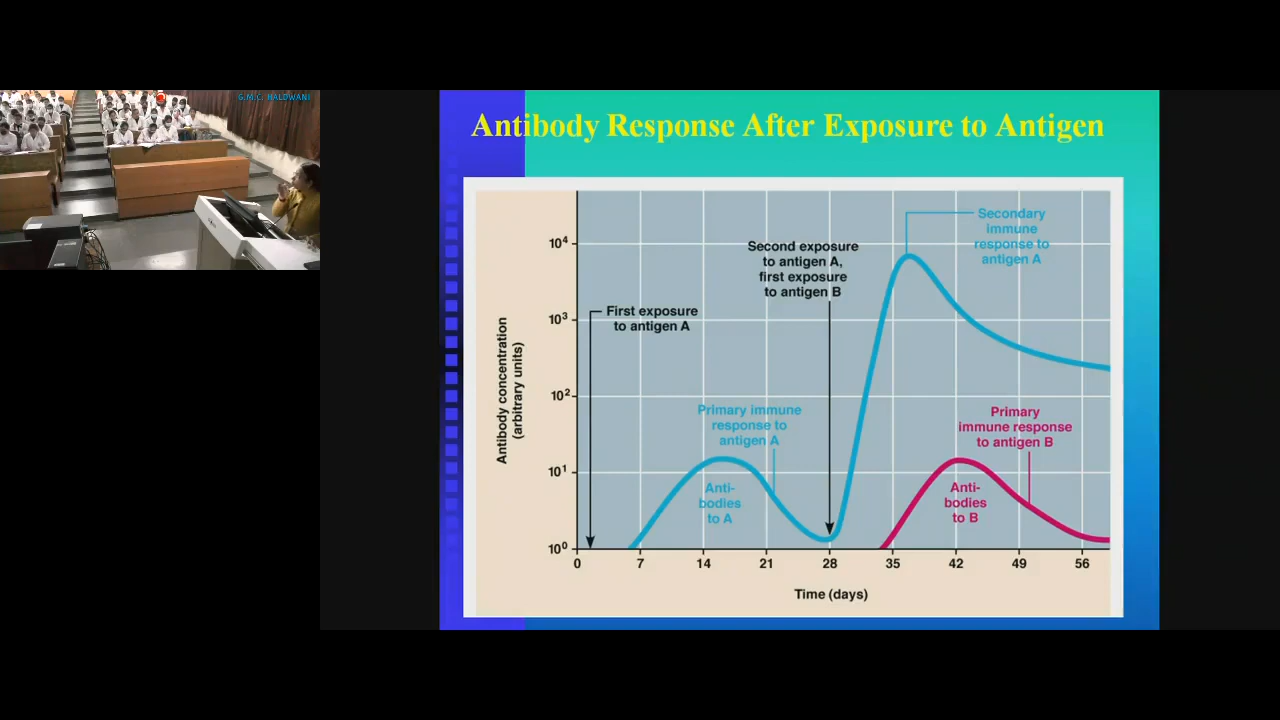 G.M.C. HALDWANI
Antibody Response After Exposure to Antigen
Antibody concentration
(arbitrary units)
10⁴
10³
10²
10¹
10⁰
First exposure
to antigen A
Second exposure
to antigen A,
first exposure
to antigen B
Secondary
immune
response to
antigen A
Primary immune
response to
antigen A
Anti-
bodies
to A
Primary
immune response
to antigen B
Anti-
bodies
to B
0 7 14 21 28 35 42 49 56
Time (days)